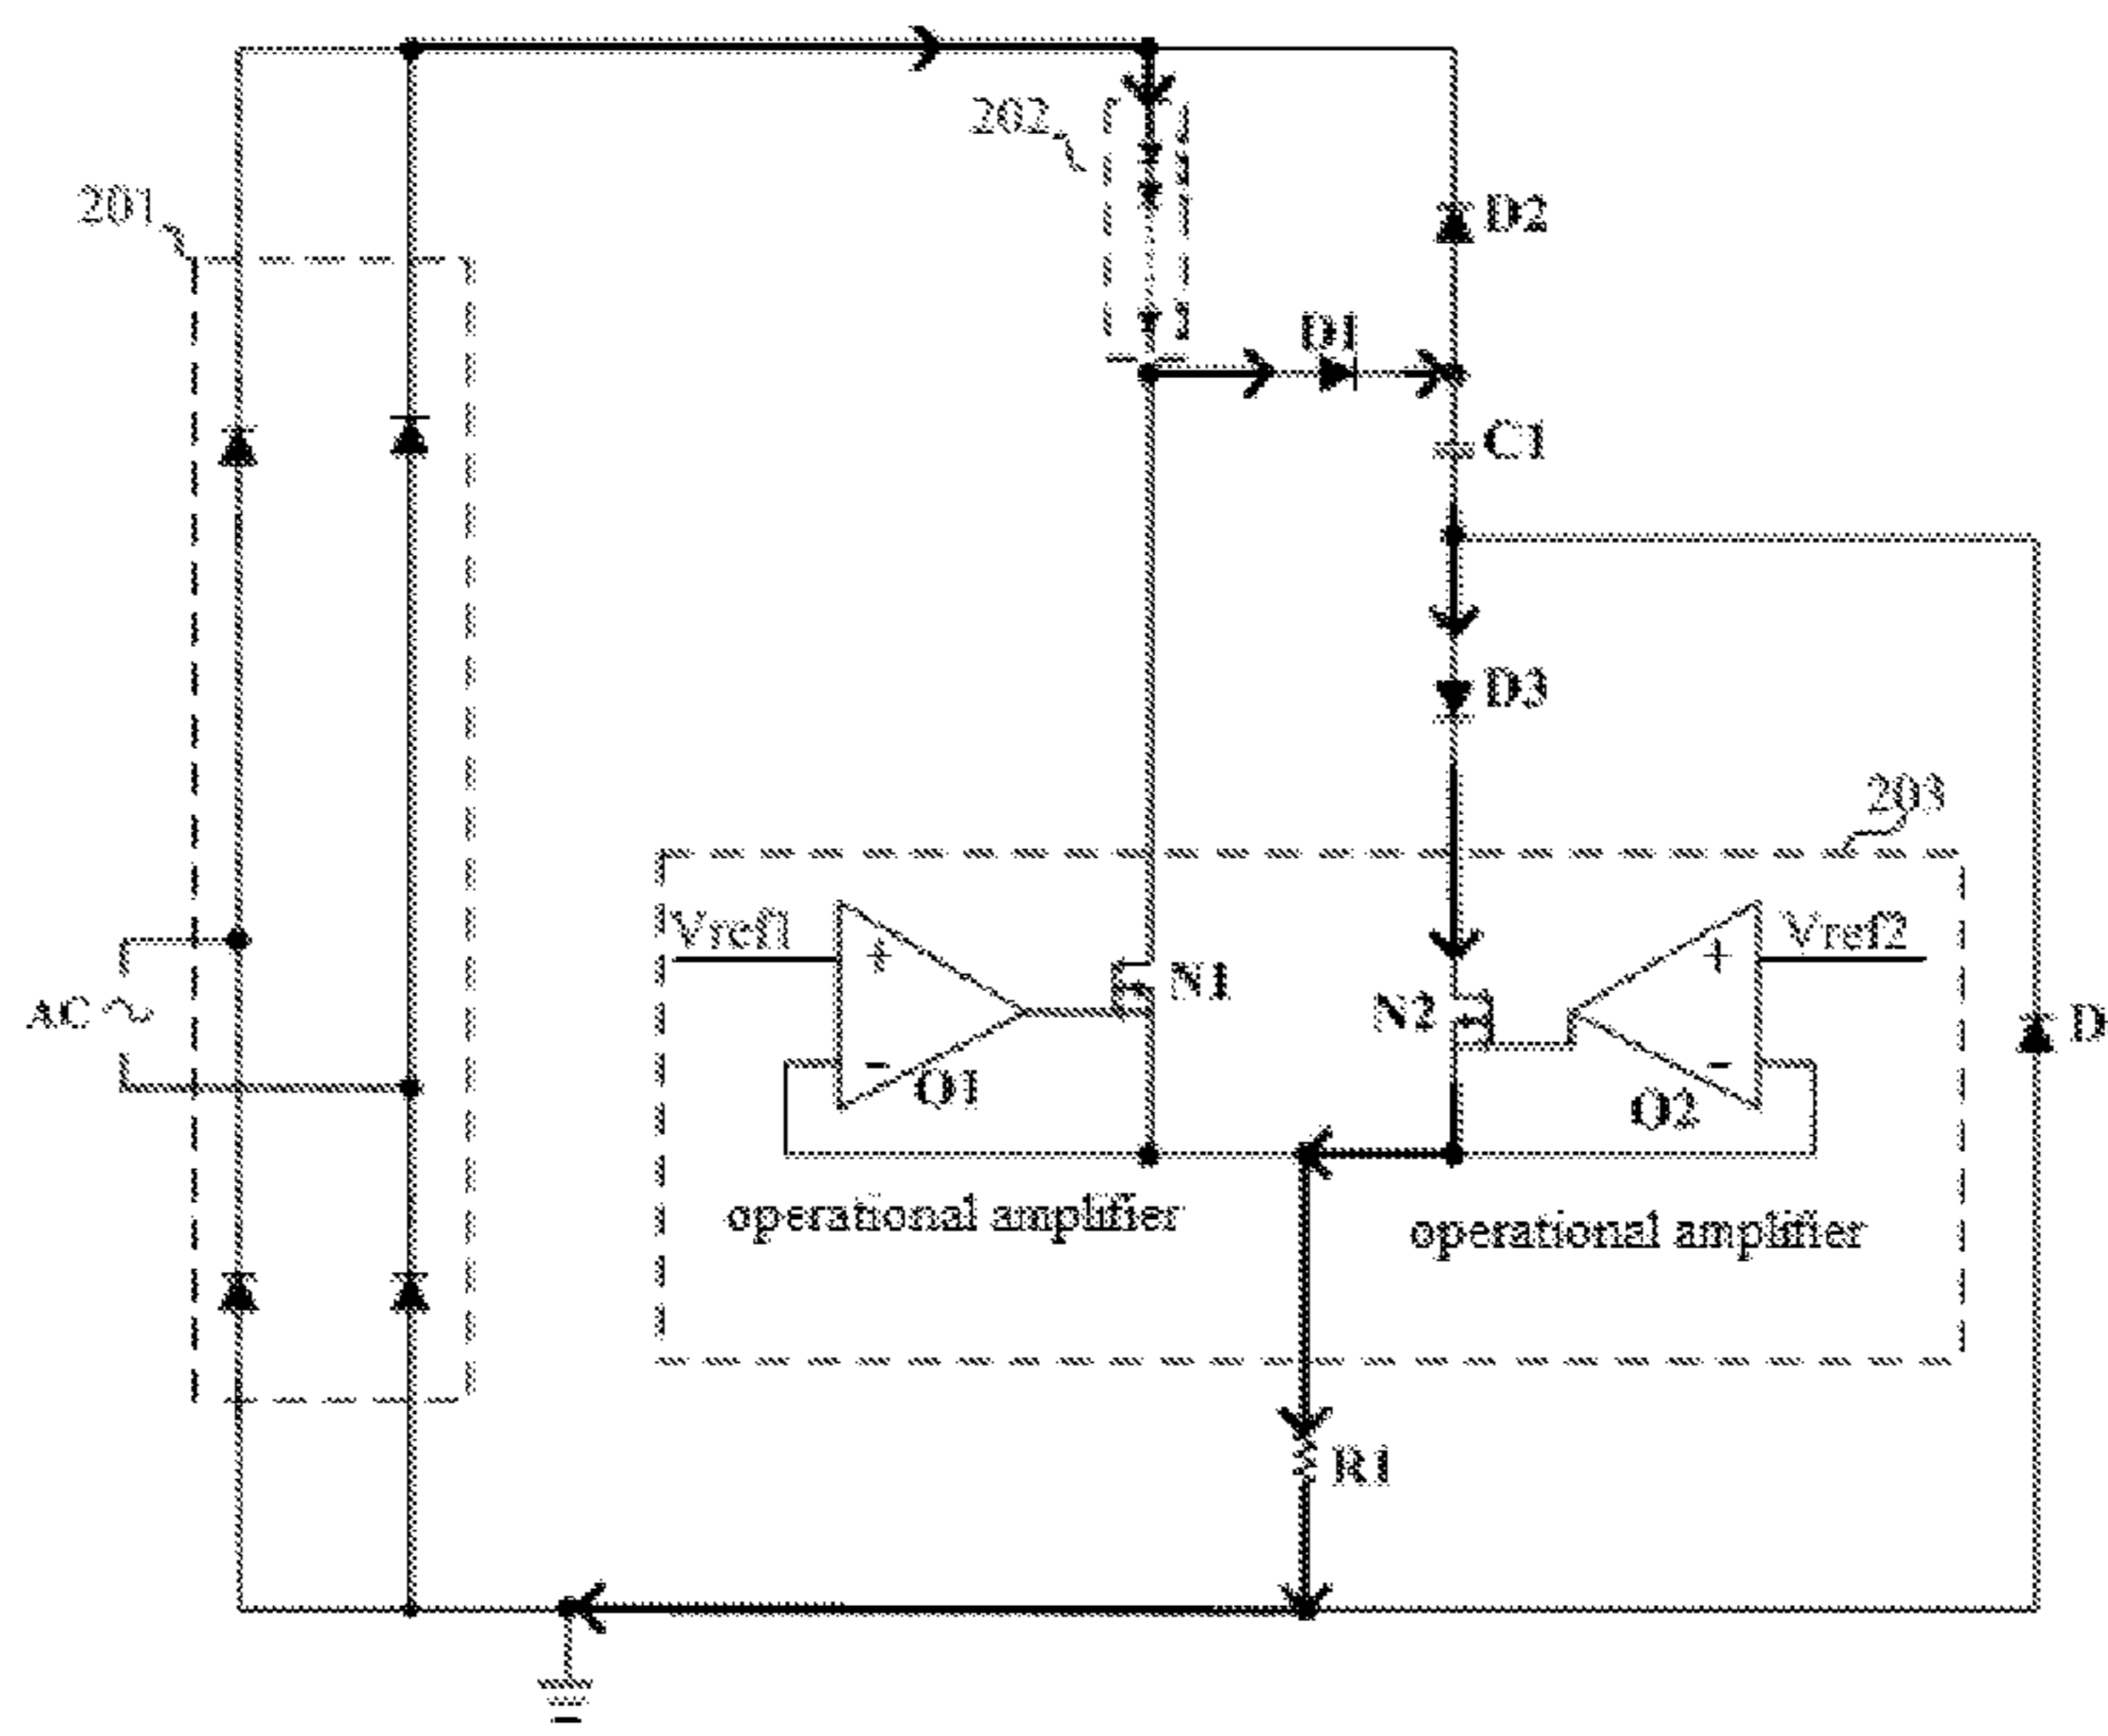 202
201
D2
D1
C1
D3
203
Vref1
Vref2
N1
N2
AC
D
O1
O2
operational amplifier
operational amplifier
R1